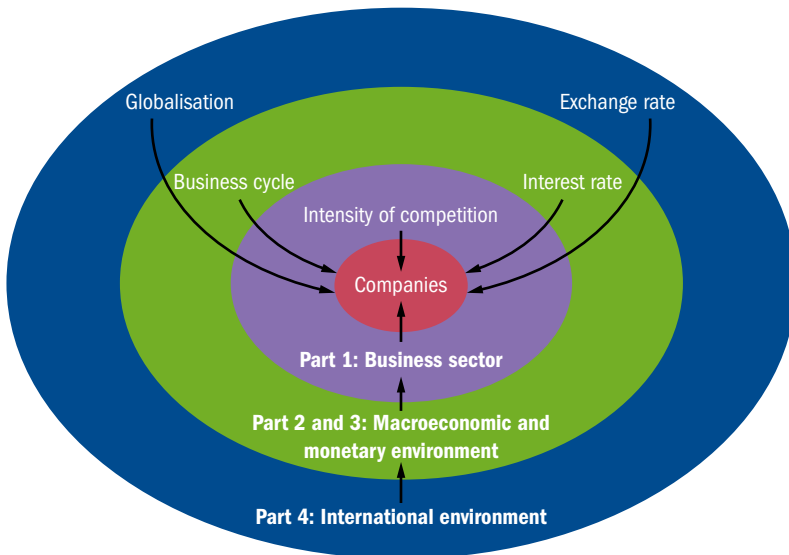 Globalisation
Exchange rate
Business cycle
Interest rate
Intensity of competition
Companies
Part 1: Business sector
Part 2 and 3: Macroeconomic and
monetary environment
Part 4: International environment